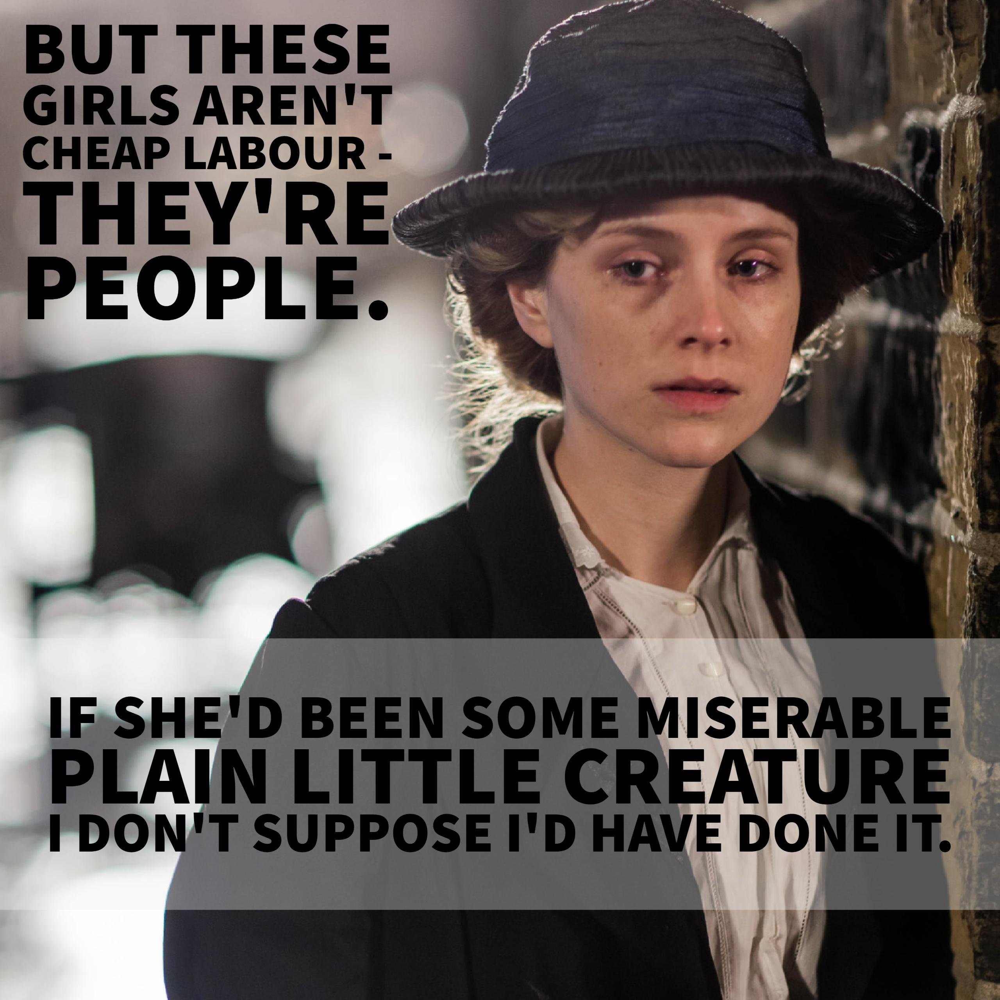 BUT THESE
GIRLS AREN'T
CHEAP LABOUR -
THEY'RE
PEOPLE.
IF SHE'D BEEN SOME MISERABLE
PLAIN LITTLE CREATURE
I DON'T SUPPOSE I'D HAVE DONE IT.